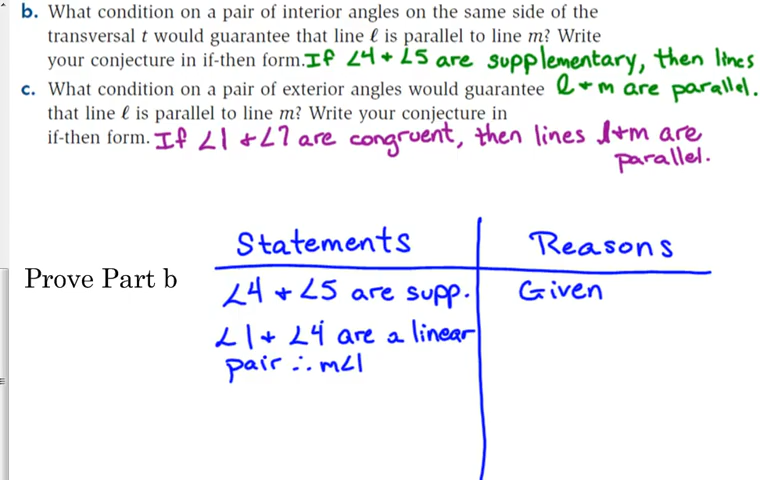 b. What condition on a pair of interior angles on the same side of the
transversal t would guarantee that line ℓ is parallel to line m? Write
your conjecture in if-then form. If ∠4 + ∠5 are supplementary, then lines
ℓ + m are parallel.
c. What condition on a pair of exterior angles would guarantee
that line ℓ is parallel to line m? Write your conjecture in
if-then form. If ∠1 + ∠7 are congruent, then lines l + m are
parallel.
Statements Reasons
Prove Part b
∠4 + ∠5 are supp. Given
∠1 + ∠4 are a linear
pair ∴ m∠1